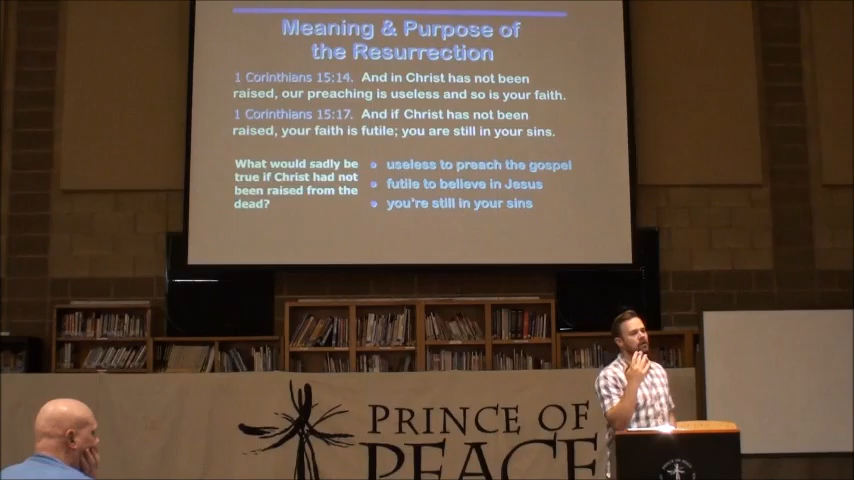 Meaning & Purpose of
the Resurrection
1 Corinthians 15:14. And in Christ has not been
raised, our preaching is useless and so is your faith.
1 Corinthians 15:17. And if Christ has not been
raised, your faith is futile; you are still in your sins.
What would sadly be
true if Christ had not
been raised from the
dead?
• useless to preach the gospel
• futile to believe in Jesus
• you're still in your sins
PRINCE OF
PEACE